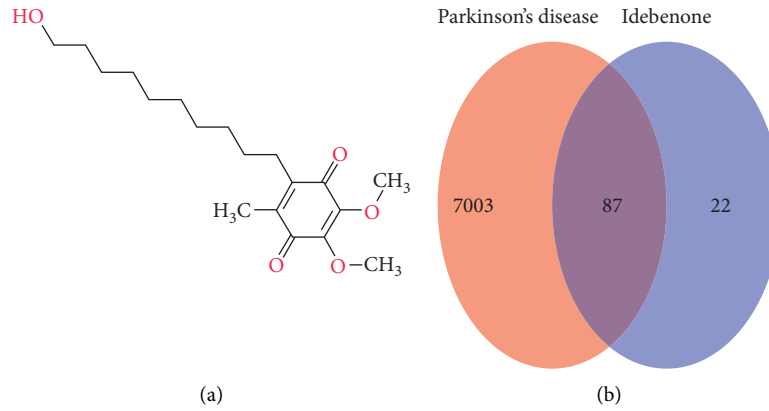 Parkinson's disease Idebenone
HO
O
CH3
H3C
O
7003 87 22
O
O
CH3
(a) (b)